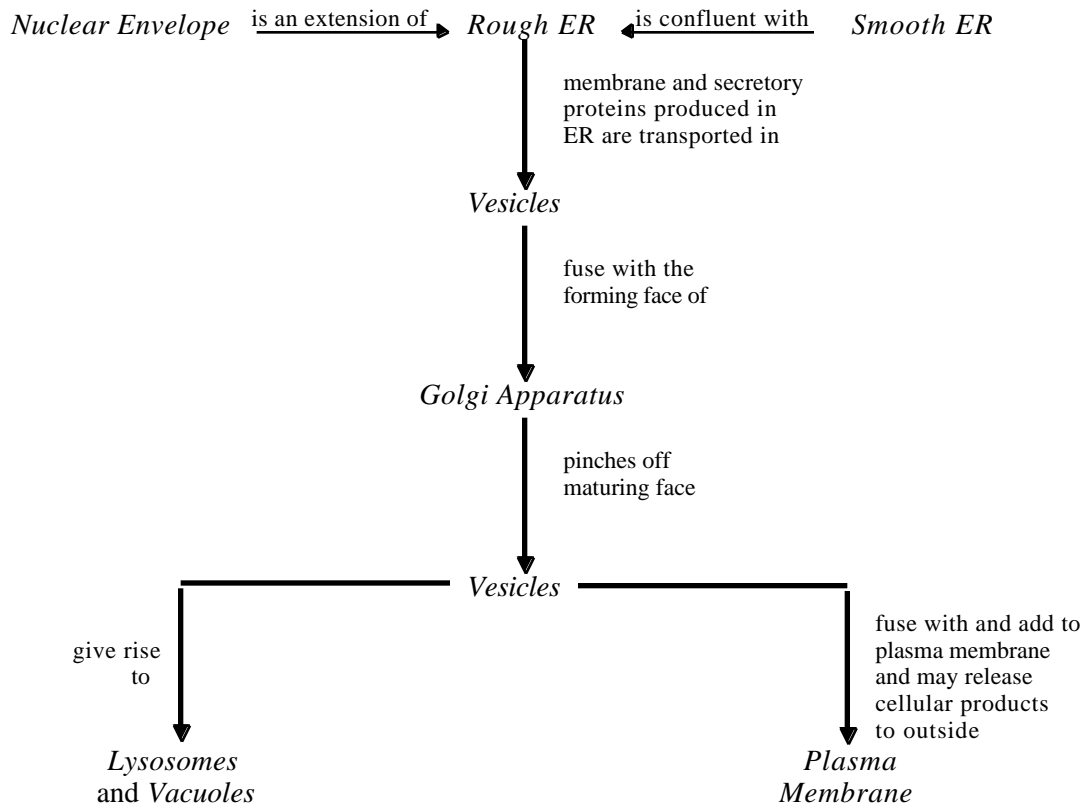 Nuclear Envelope is an extension of Rough ER is confluent with Smooth ER
membrane and secretory
proteins produced in
ER are transported in
Vesicles
fuse with the
forming face of
Golgi Apparatus
pinches off
maturing face
Vesicles
give rise
to
fuse with and add to
plasma membrane
and may release
cellular products
to outside
Lysosomes
and Vacuoles
Plasma
Membrane